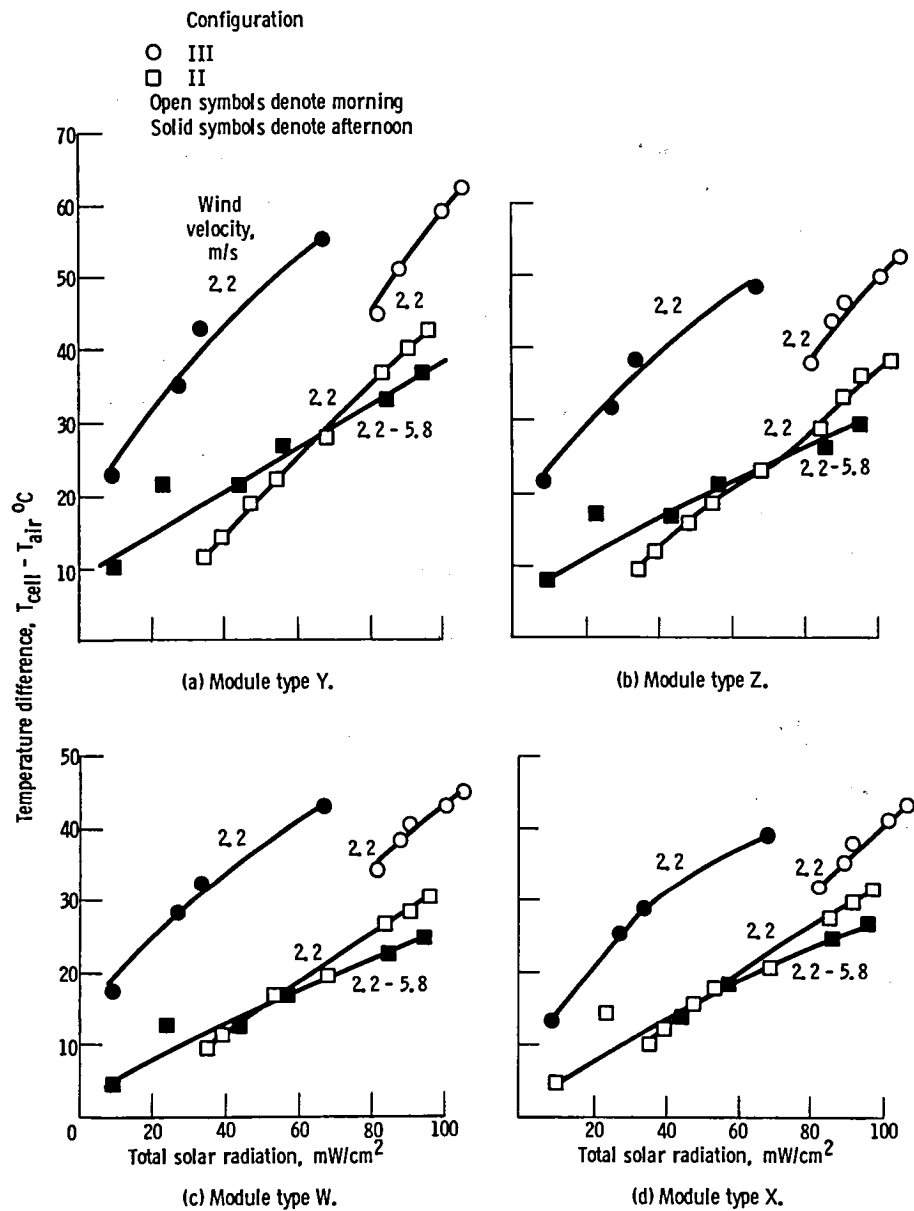 Configuration
III
II
Open symbols denote morning
Solid symbols denote afternoon
Temperature difference, T_cell - T_air °C
70
60
50
40
30
20
10
Wind
velocity,
m/s
2.2
2.2
2.2
2.2 - 5.8
(a) Module type Y.
2.2
2.2
2.2
2.2 - 5.8
(b) Module type Z.
50
40
30
20
10
0
20
40
60
80
100
2.2
2.2
2.2
2.2 - 5.8
Total solar radiation, mW/cm²
(c) Module type W.
2.2
2.2
2.2
2.2 - 5.8
0
20
40
60
80
100
Total solar radiation, mW/cm²
(d) Module type X.